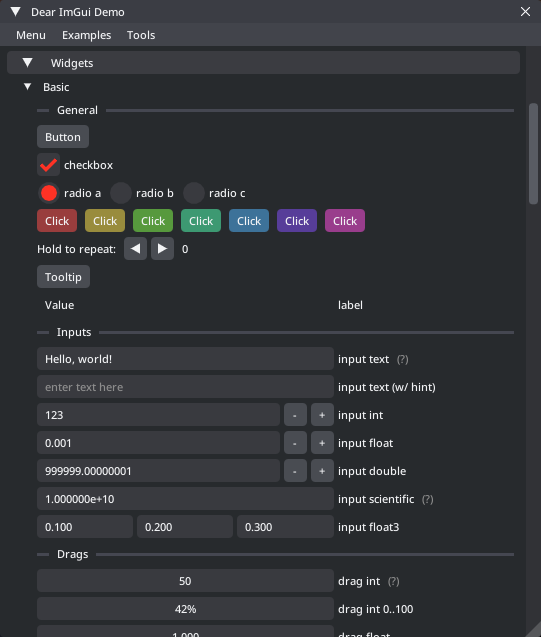 Dear ImGui Demo
Menu Examples Tools
Widgets
Basic
General
Button
checkbox
radio a radio b radio c
Click Click Click Click Click Click Click
Hold to repeat: 0
Tooltip
Value label
Inputs
Hello, world! input text (?)
enter text here input text (w/ hint)
123 - + input int
0.001 - + input float
999999.00000001 - + input double
1.000000e+10 input scientific (?)
0.100 0.200 0.300 input float3
Drags
50 drag int (?)
42% drag int 0..100
1.000 drag float